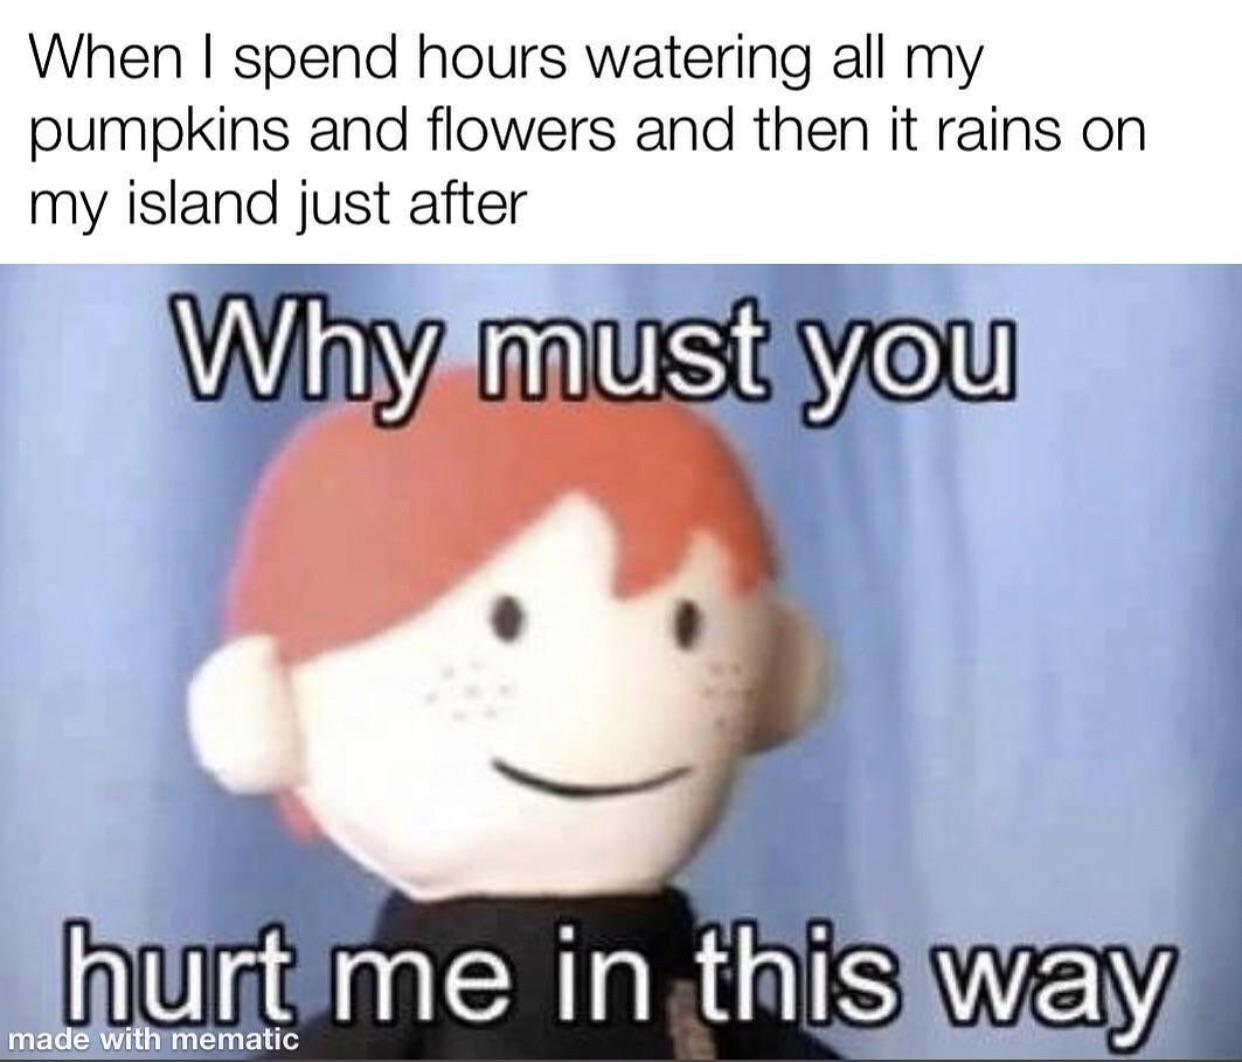 When I spend hours watering all my
pumpkins and flowers and then it rains on
my island just after
Why must you
hurt me in this way
made with mematic